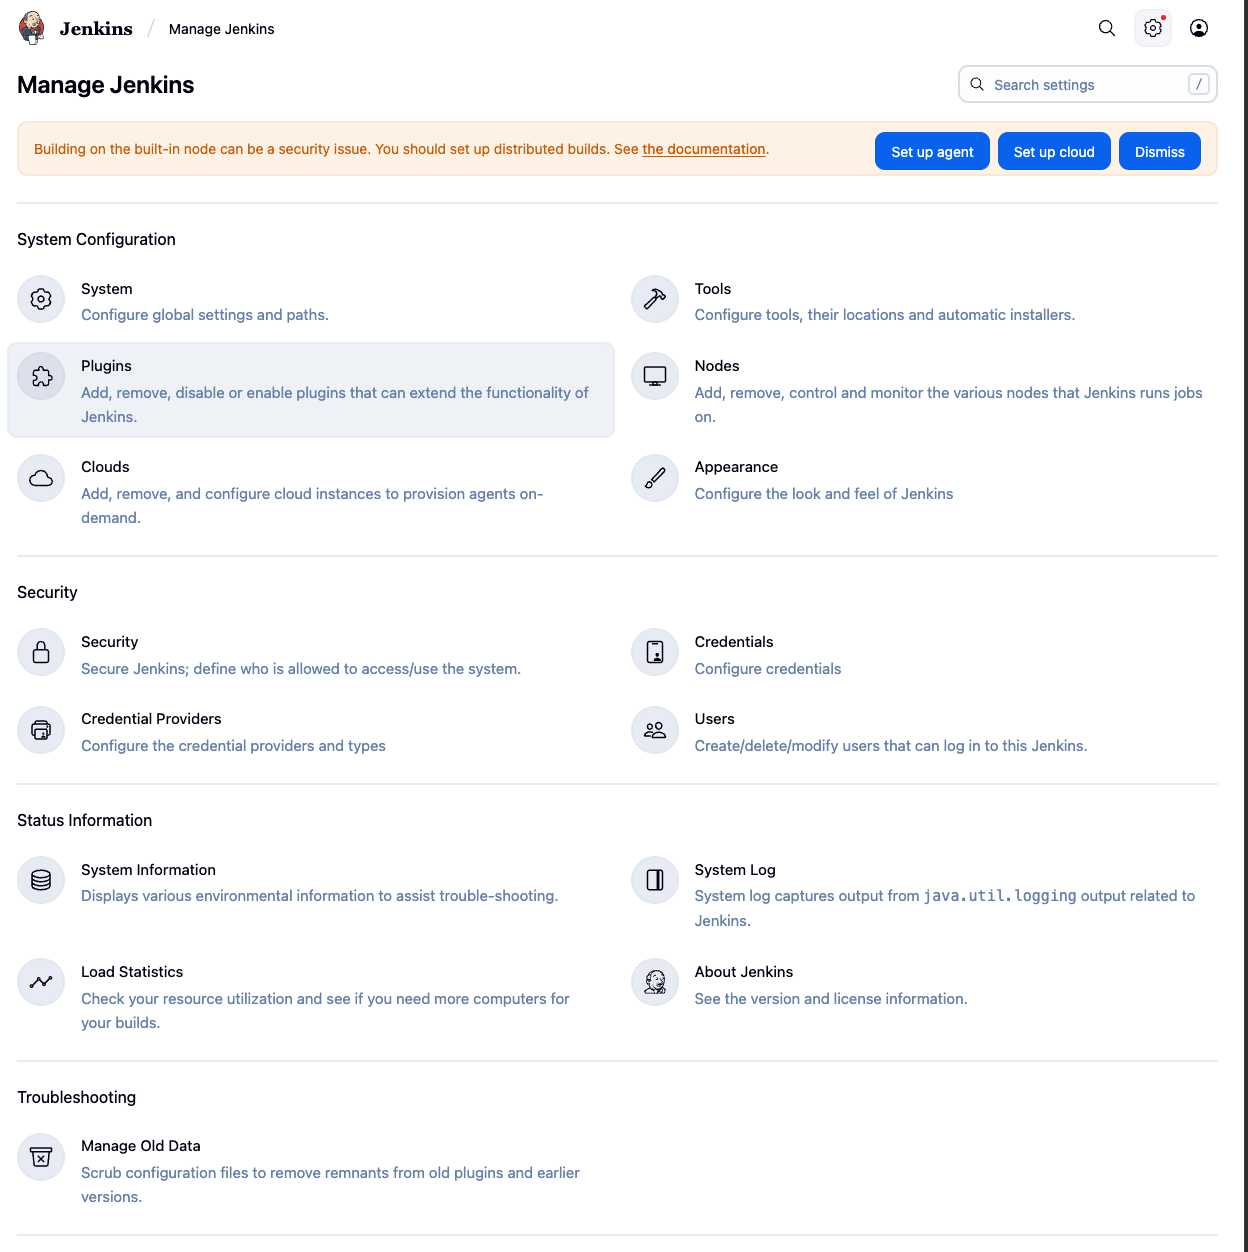 Jenkins / Manage Jenkins
Manage Jenkins
Search settings /
Building on the built-in node can be a security issue. You should set up distributed builds. See the documentation.
Set up agent
Set up cloud
Dismiss
System Configuration
System
Configure global settings and paths.
Tools
Configure tools, their locations and automatic installers.
Plugins
Add, remove, disable or enable plugins that can extend the functionality of
Jenkins.
Nodes
Add, remove, control and monitor the various nodes that Jenkins runs jobs
on.
Clouds
Add, remove, and configure cloud instances to provision agents on-
demand.
Appearance
Configure the look and feel of Jenkins
Security
Security
Secure Jenkins; define who is allowed to access/use the system.
Credentials
Configure credentials
Credential Providers
Configure the credential providers and types
Users
Create/delete/modify users that can log in to this Jenkins.
Status Information
System Information
Displays various environmental information to assist trouble-shooting.
System Log
System log captures output from java.util.logging output related to
Jenkins.
Load Statistics
Check your resource utilization and see if you need more computers for
your builds.
About Jenkins
See the version and license information.
Troubleshooting
Manage Old Data
Scrub configuration files to remove remnants from old plugins and earlier
versions.